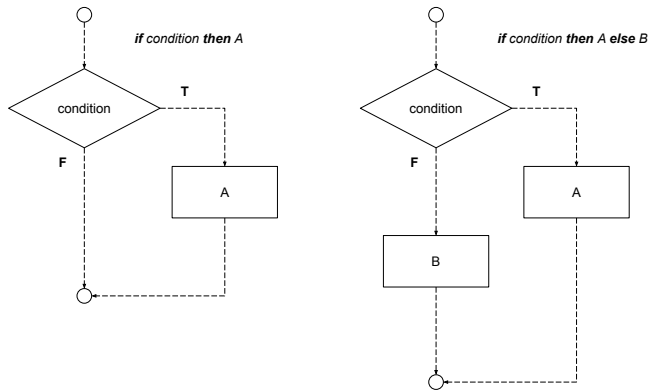 if condition then A
condition
T
F
A
if condition then A else B
condition
T
F
A
B